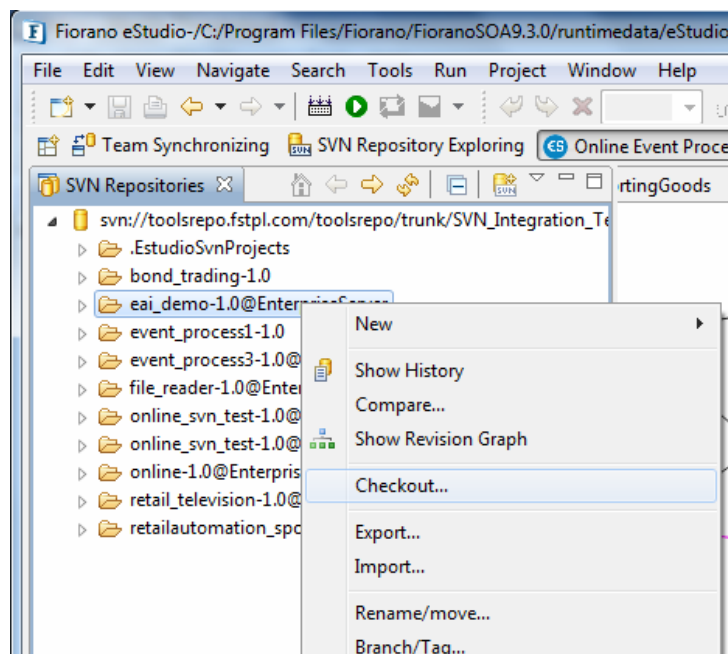 Fiorano eStudio-/C:/Program Files/Fiorano/FioranoSOA9.3.0/runtimedata/eStudio
File Edit View Navigate Search Tools Run Project Window Help
Team Synchronizing SVN Repository Exploring Online Event Proce
SVN Repositories rtingGoods
svn://toolsrepo.fstpl.com/toolsrepo/trunk/SVN_Integration_Te
.EstudioSvnProjects
bond_trading-1.0
eai_demo-1.0@EnterpriseServer
event_process1-1.0
New
event_process3-1.0@
Show History
file_reader-1.0@Enter
Compare...
online_svn_test-1.0@
Show Revision Graph
online_svn_test-1.0@
online-1.0@Enterpris
Checkout...
retail_television-1.0@
retailautomation_spo
Export...
Import...
Rename/move...
Branch/Tag...